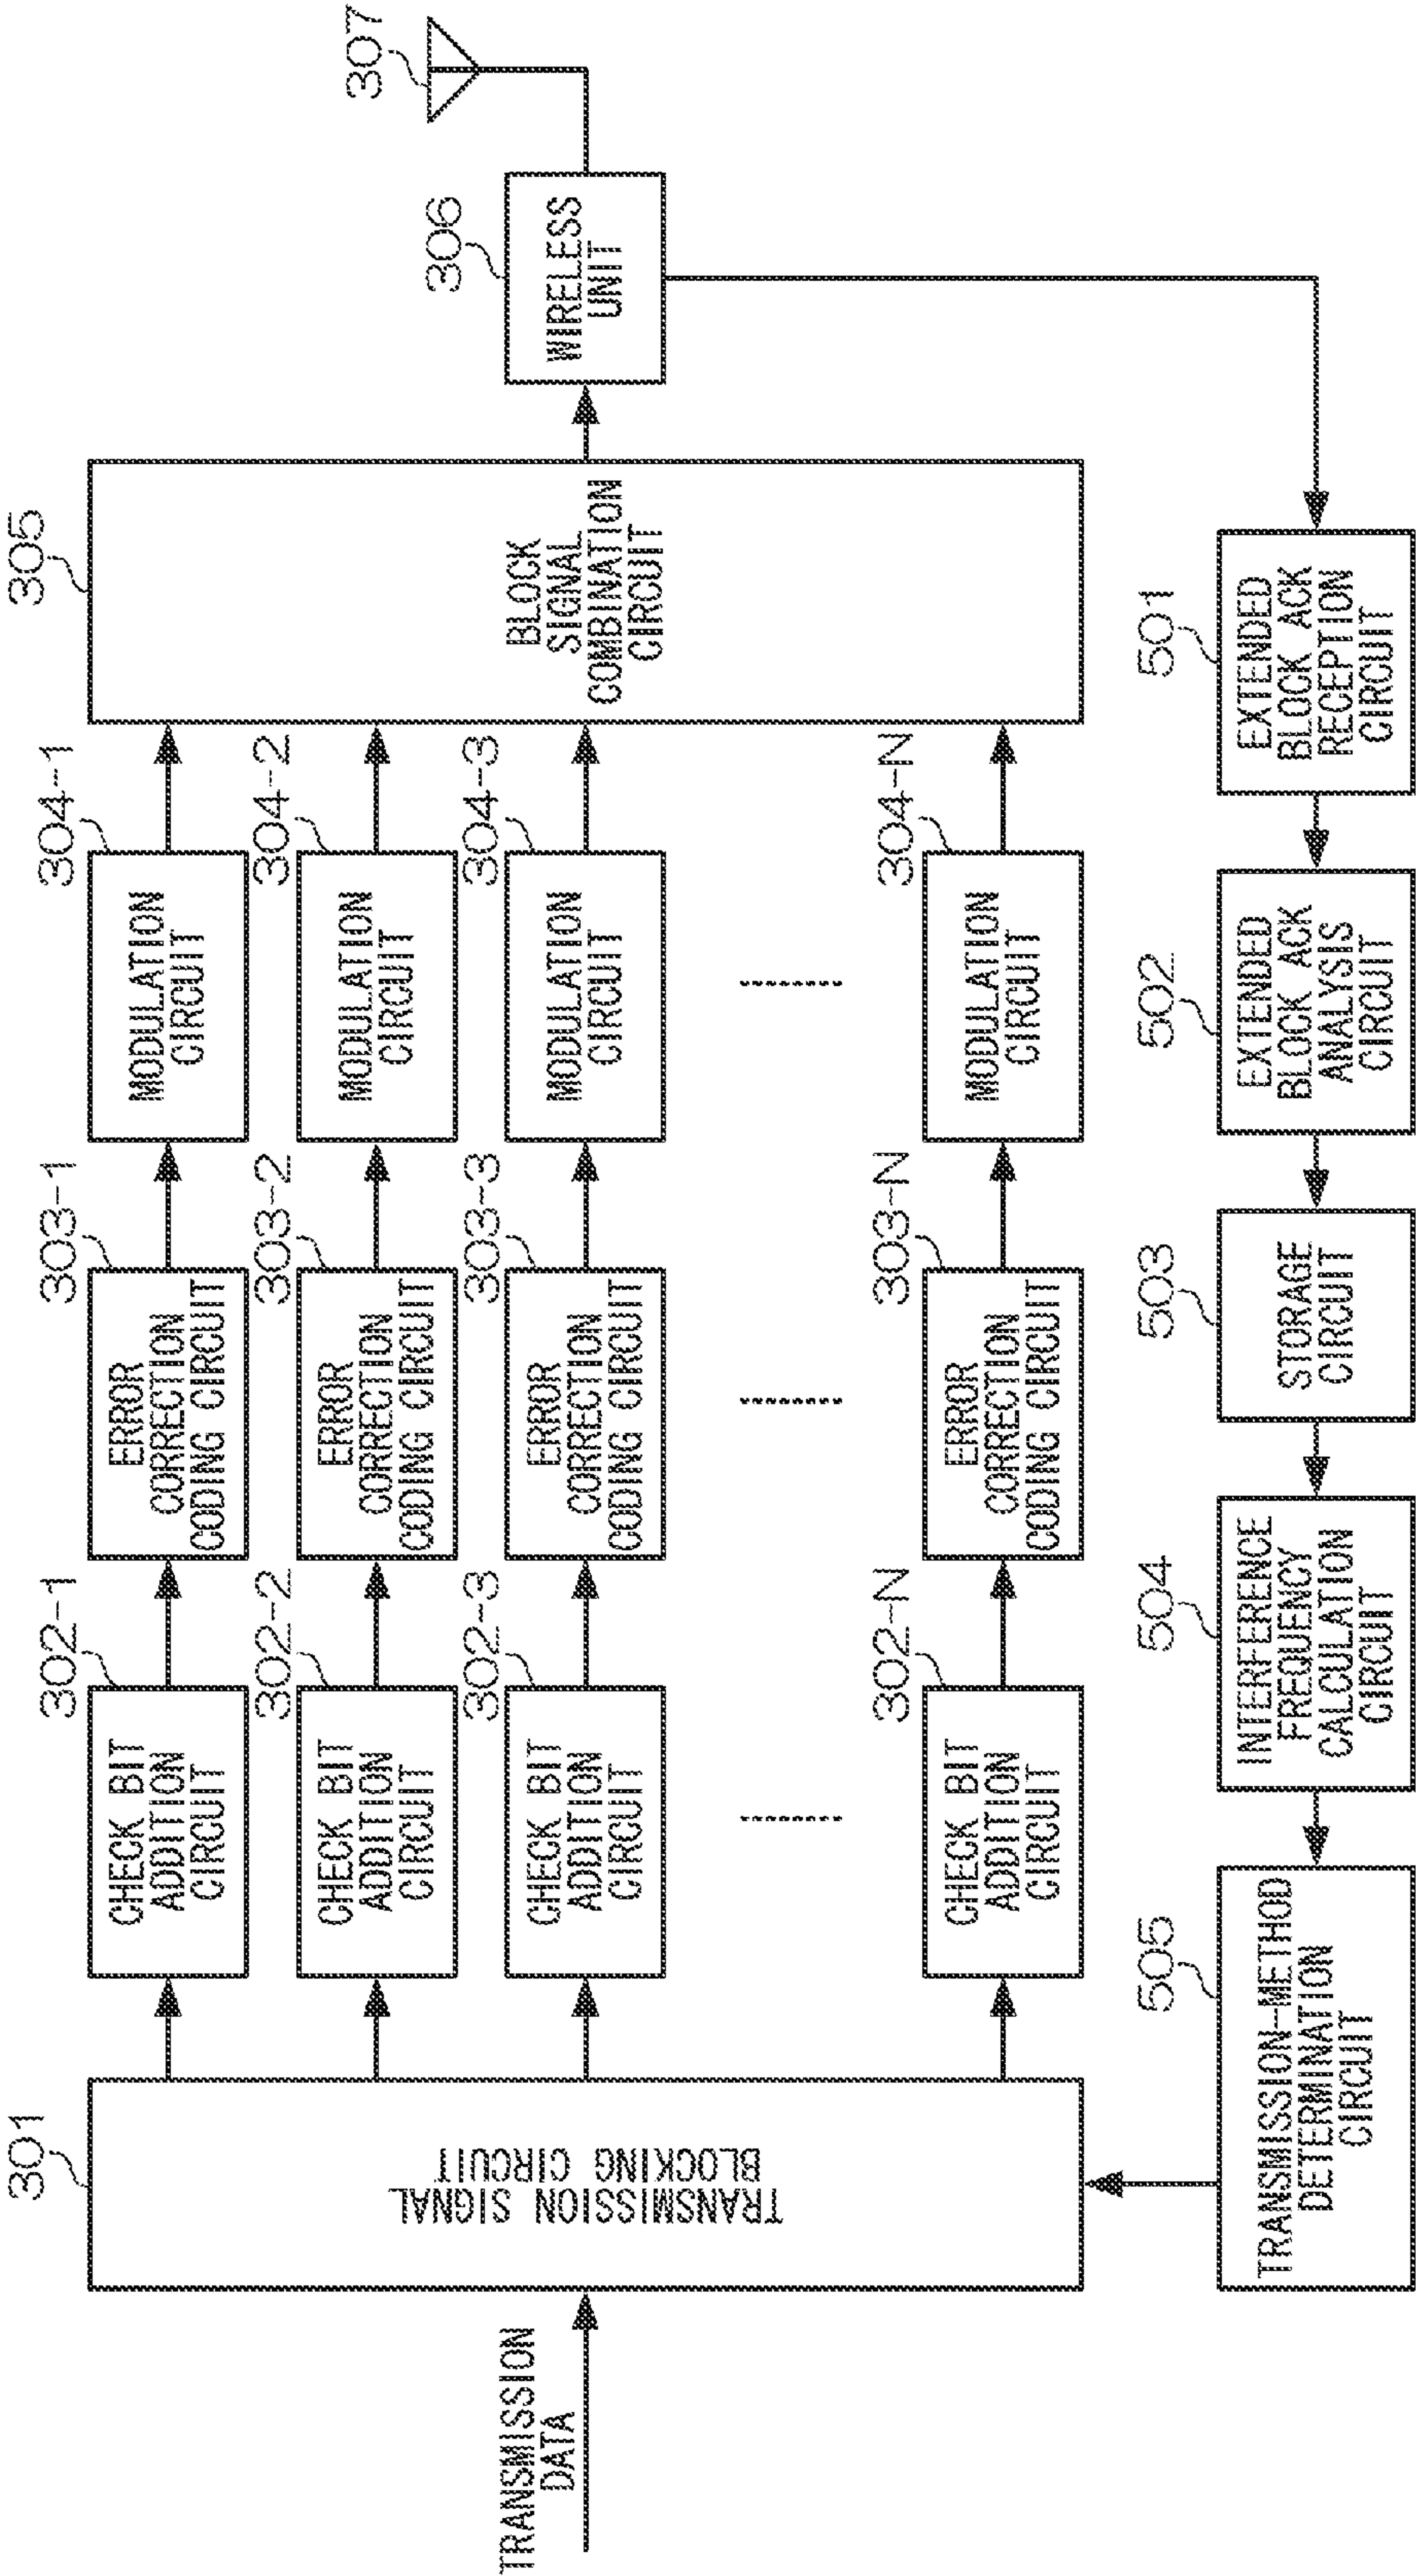 TRANSMISSION
DATA
301
TRANSMISSION SIGNAL
BLOCKING CIRCUIT
302-1
CHECK BIT
ADDITION
CIRCUIT
303-1
ERROR
CORRECTION
CODING CIRCUIT
304-1
MODULATION
CIRCUIT
302-2
CHECK BIT
ADDITION
CIRCUIT
303-2
ERROR
CORRECTION
CODING CIRCUIT
304-2
MODULATION
CIRCUIT
302-3
CHECK BIT
ADDITION
CIRCUIT
303-3
ERROR
CORRECTION
CODING CIRCUIT
304-3
MODULATION
CIRCUIT
302-N
CHECK BIT
ADDITION
CIRCUIT
303-N
ERROR
CORRECTION
CODING CIRCUIT
304-N
MODULATION
CIRCUIT
305
BLOCK
SIGNAL
COMBINATION
CIRCUIT
306
WIRELESS
UNIT
307
501
EXTENDED
BLOCK ACK
RECEPTION
CIRCUIT
502
EXTENDED
BLOCK ACK
ANALYSIS
CIRCUIT
503
STORAGE
CIRCUIT
504
INTERFERENCE
FREQUENCY
CALCULATION
CIRCUIT
505
TRANSMISSION-METHOD
DETERMINATION
CIRCUIT